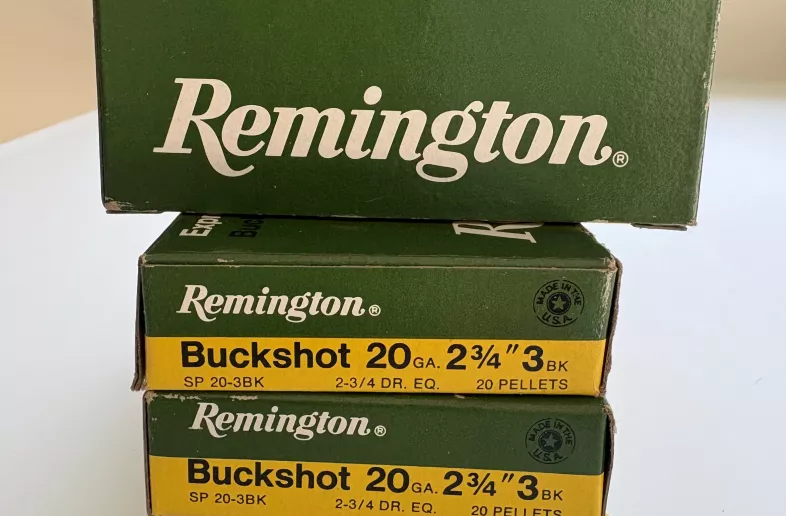 Remington®
Expr
Buc
R
Remington®
MADE IN THE U.S.A.
Buckshot 20 GA. 2¾" 3 BK
SP 20-3BK 2-3/4 DR. EQ. 20 PELLETS
Remington®
MADE IN THE U.S.A.
Buckshot 20 GA. 2¾" 3 BK
SP 20-3BK 2-3/4 DR. EQ. 20 PELLETS